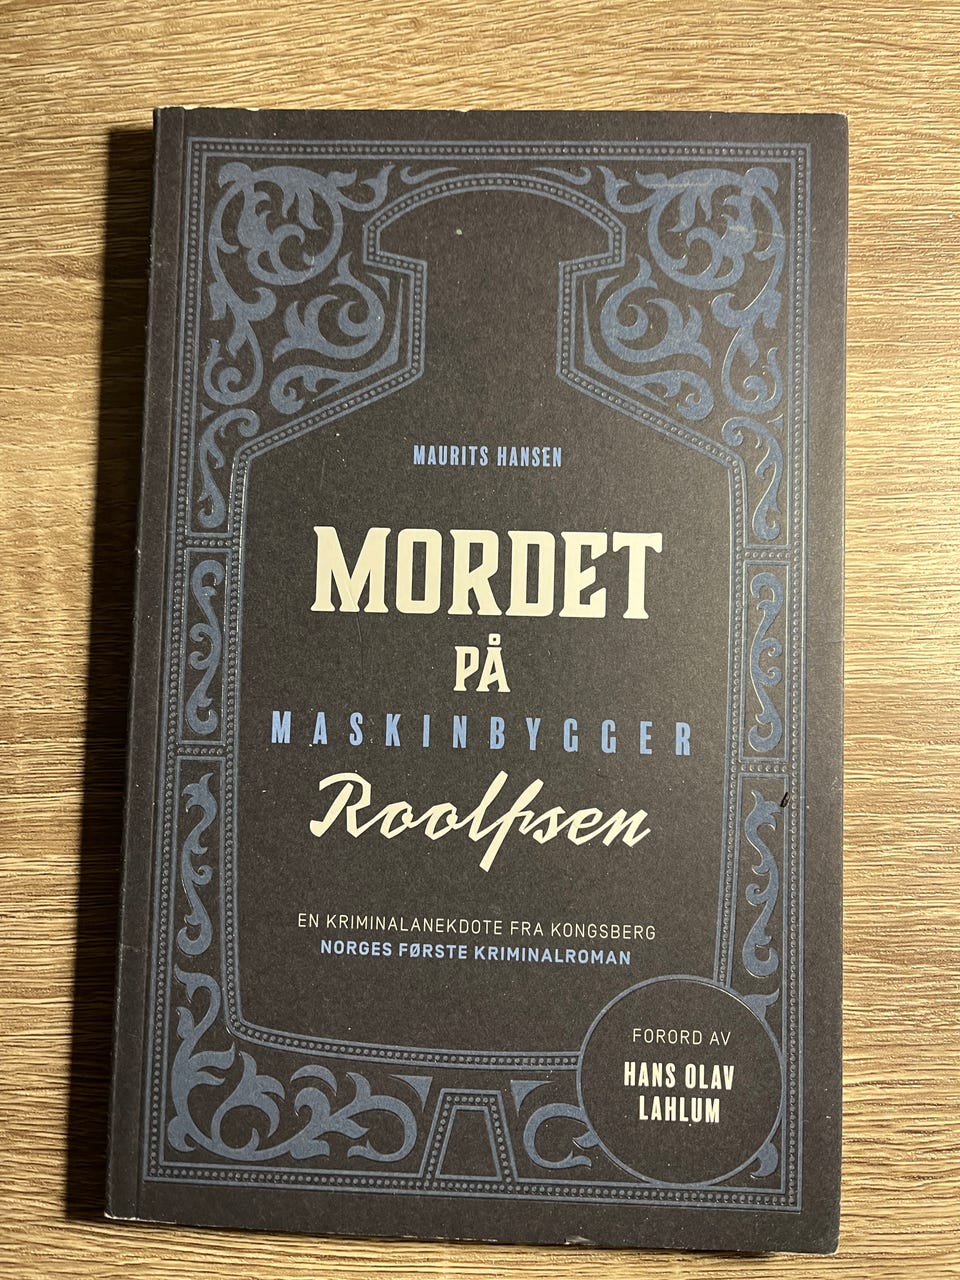 MAURITS HANSEN
MORDET
PÅ
MASKINBYGGER
Roolfsen
EN KRIMINALANEKDOTE FRA KONGSBERG
NORGES FØRSTE KRIMINALROMAN
FORORD AV
HANS OLAV
LAHLUM